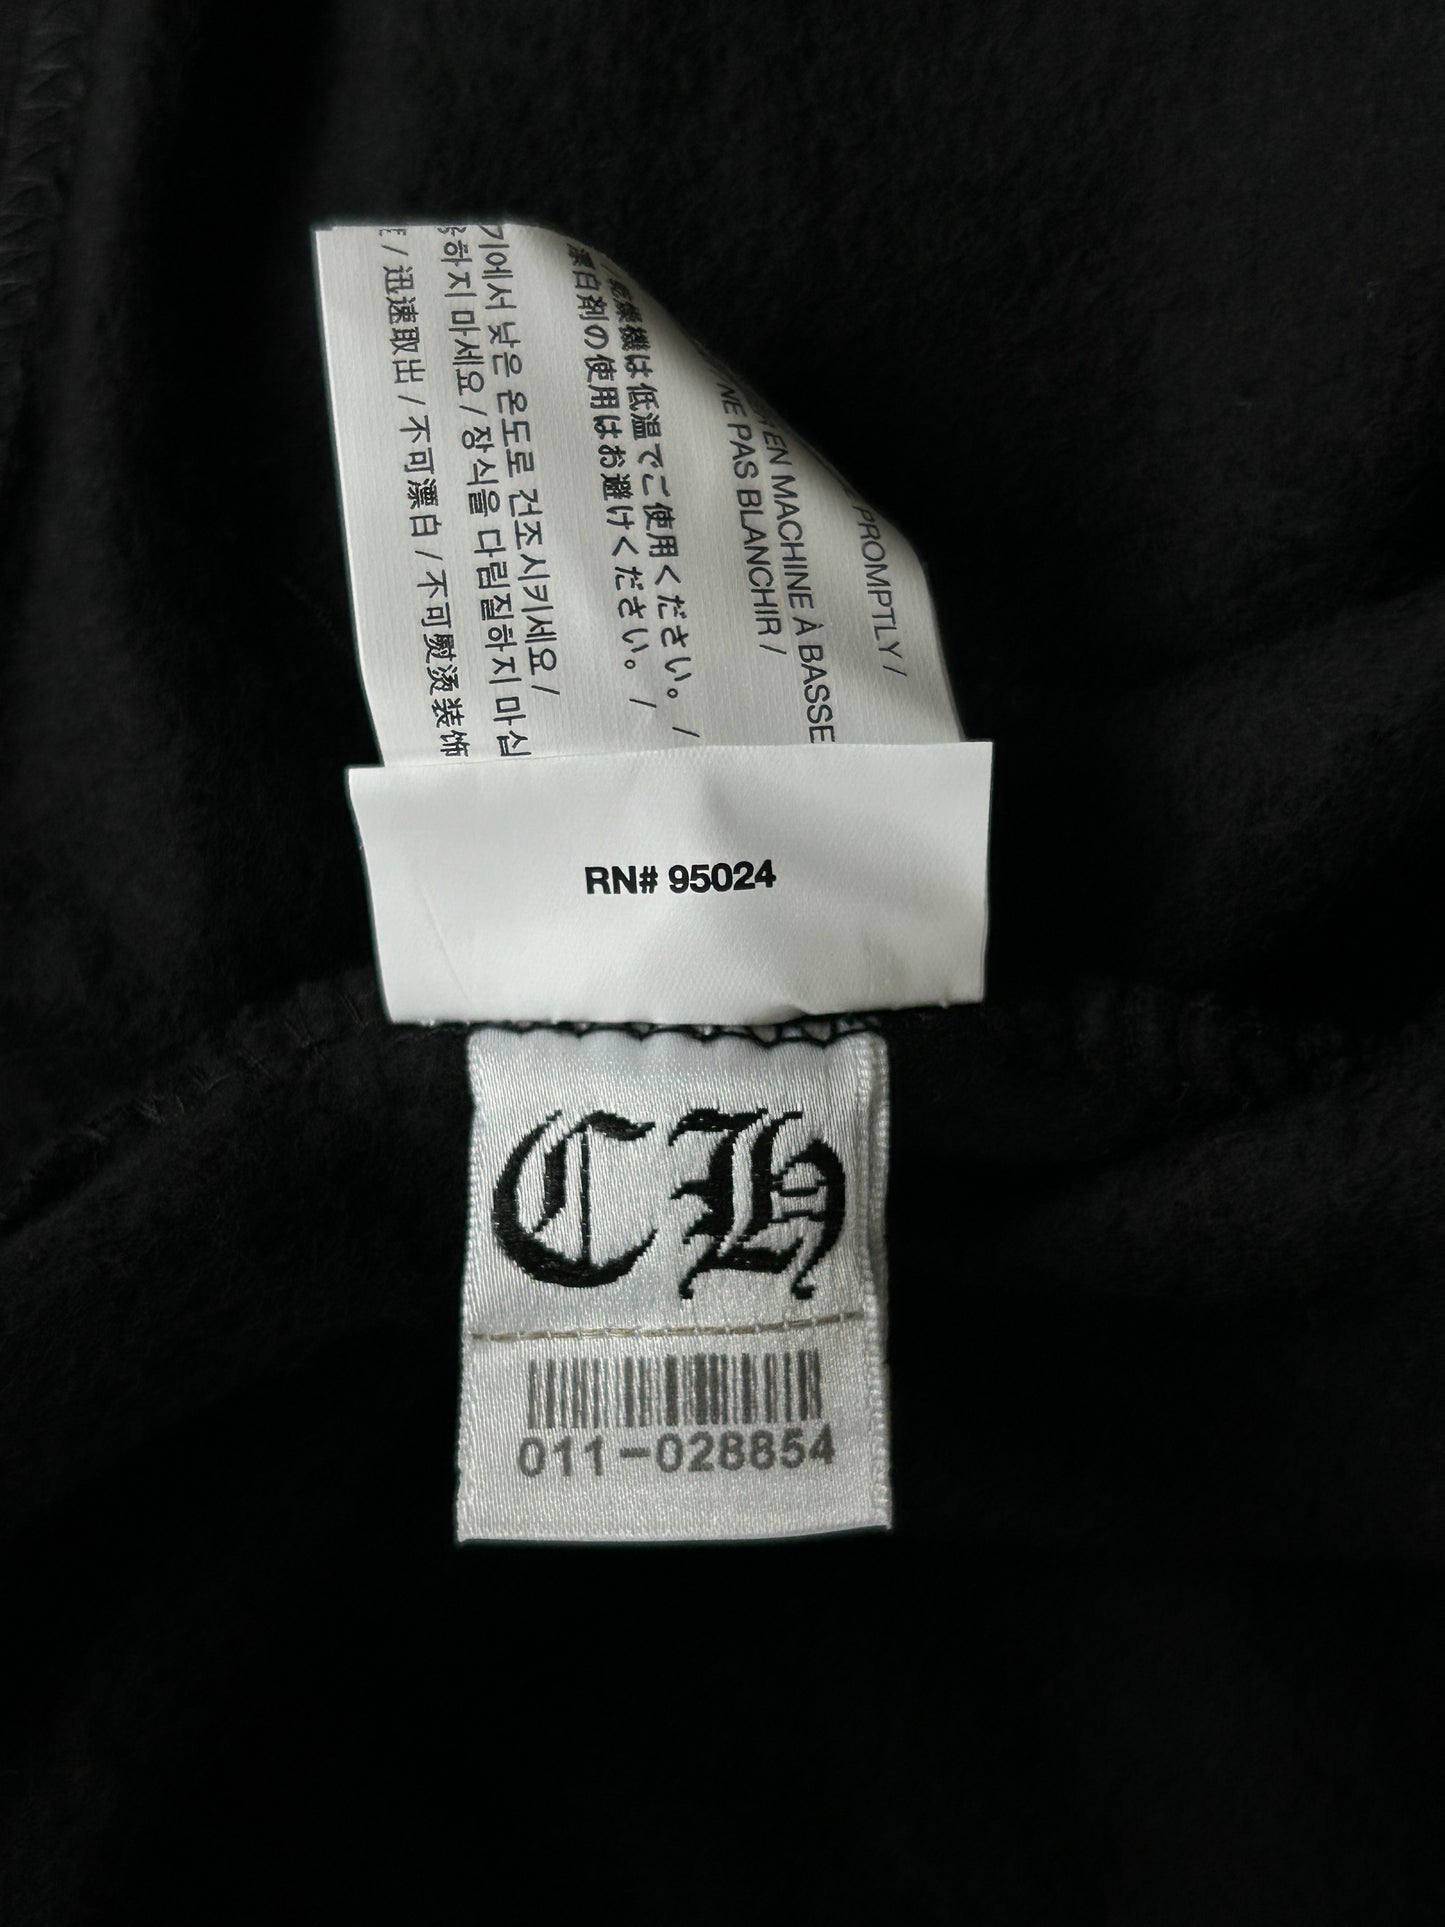 PROMPTLY /
EN MACHINE À BASSE
NE PAS BLANCHIR /
乾燥機は低温でご使用ください。 /
漂白剤の使用はお避けください。 /
기에서 낮은 온도로 건조시키세요 /
하지 마세요 / 장식을 다림질하지 마십
/ 迅速取出 / 不可漂白 / 不可熨烫装饰
RN# 95024
CH
011-028854